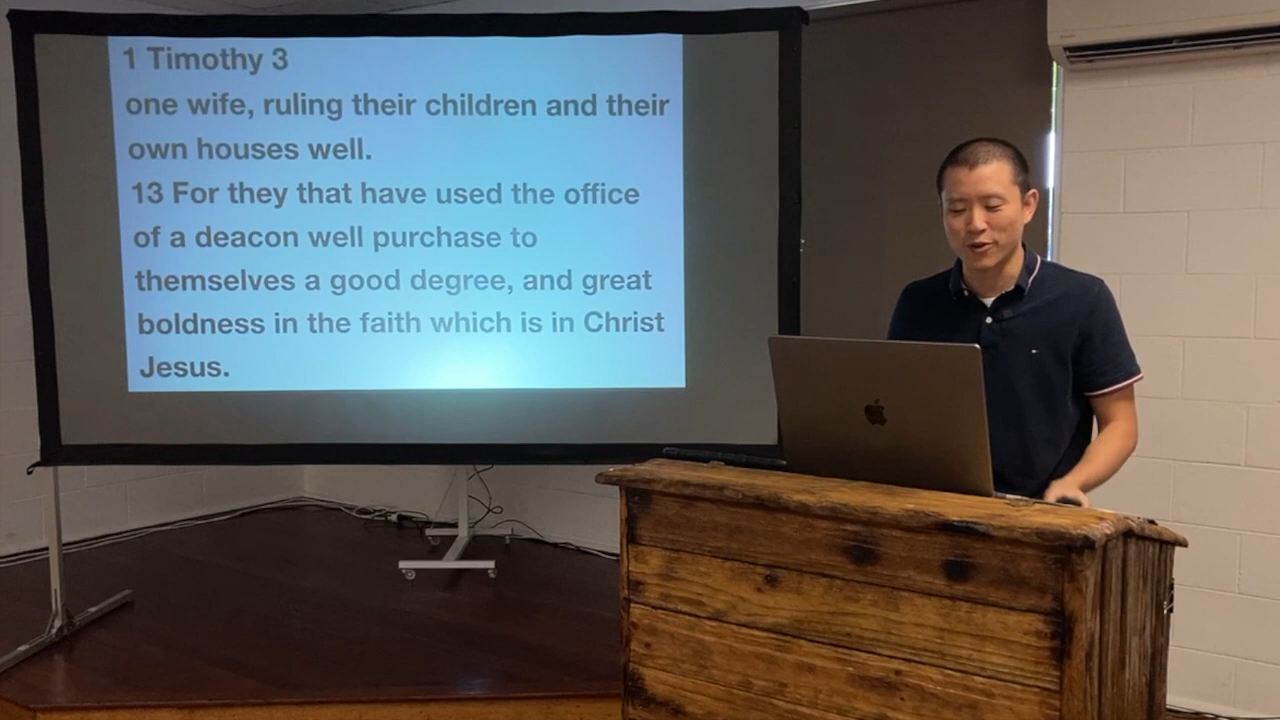 1 Timothy 3
one wife, ruling their children and their
own houses well.
13 For they that have used the office
of a deacon well purchase to
themselves a good degree, and great
boldness in the faith which is in Christ
Jesus.